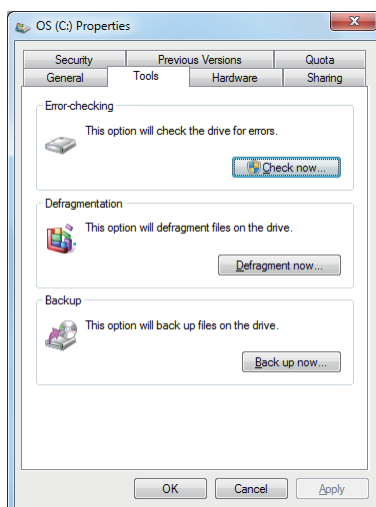 OS (C:) Properties
Security Previous Versions Quota
General Tools Hardware Sharing
Error-checking
This option will check the drive for errors.
Check now...
Defragmentation
This option will defragment files on the drive.
Defragment now...
Backup
This option will back up files on the drive.
Back up now...
OK Cancel Apply